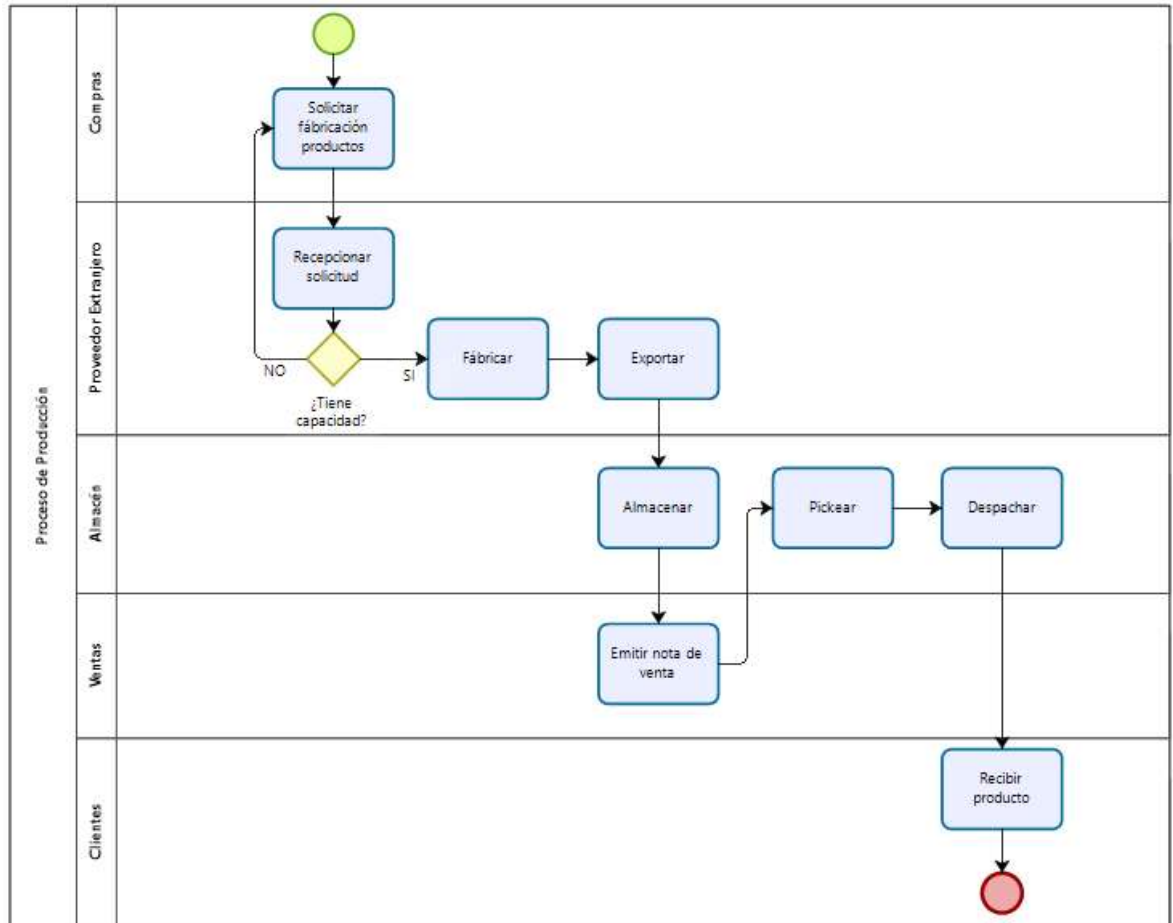 Proceso de Producción
Compras
Solicitar
fábricación
productos
Proveedor Extranjero
Recepcionar
solicitud
NO
¿Tiene
capacidad?
SI
Fábricar
Exportar
Almacén
Almacenar
Pickear
Despachar
Ventas
Emitir nota de
venta
Clientes
Recibir
producto